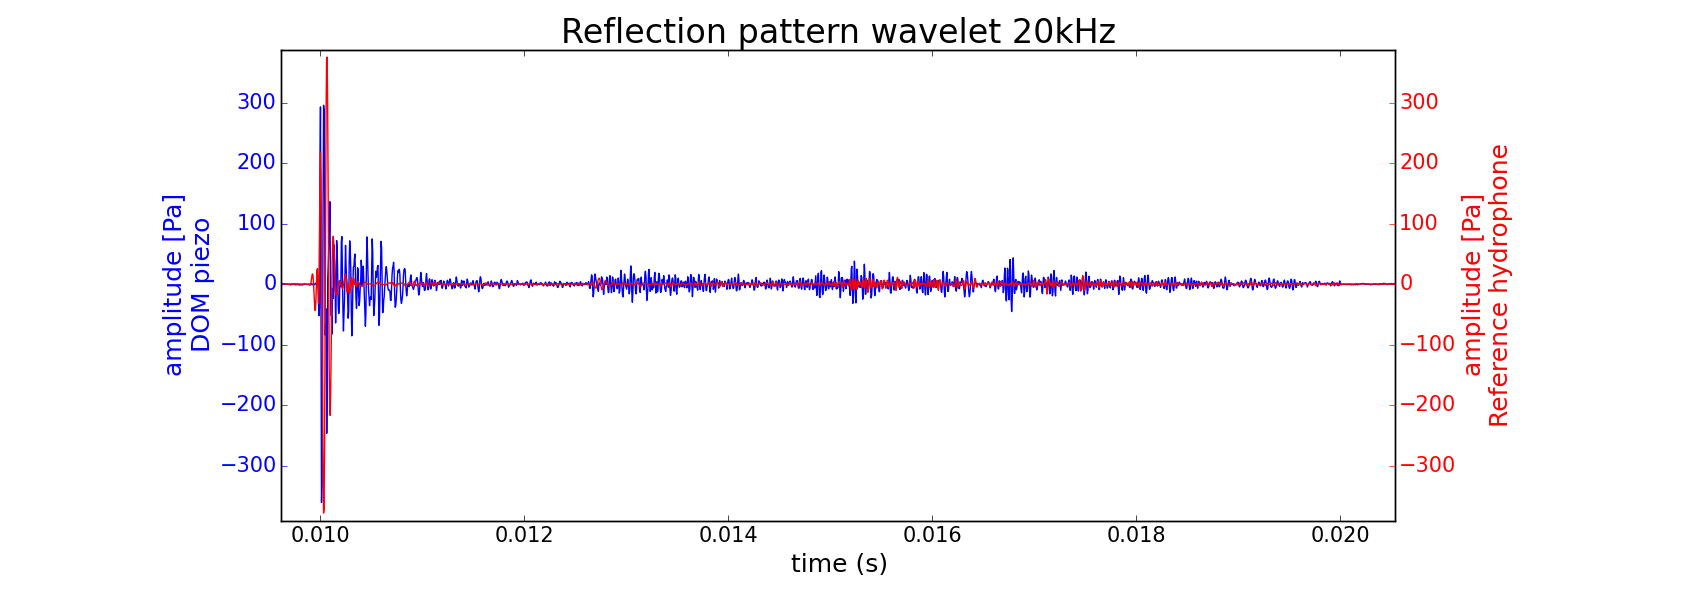 Reflection pattern wavelet 20kHz
amplitude [Pa]
DOM piezo
300
200
100
0
−100
−200
−300
300
200
100
0
−100
−200
−300
amplitude [Pa]
Reference hydrophone
0.010 0.012 0.014 0.016 0.018 0.020
time (s)